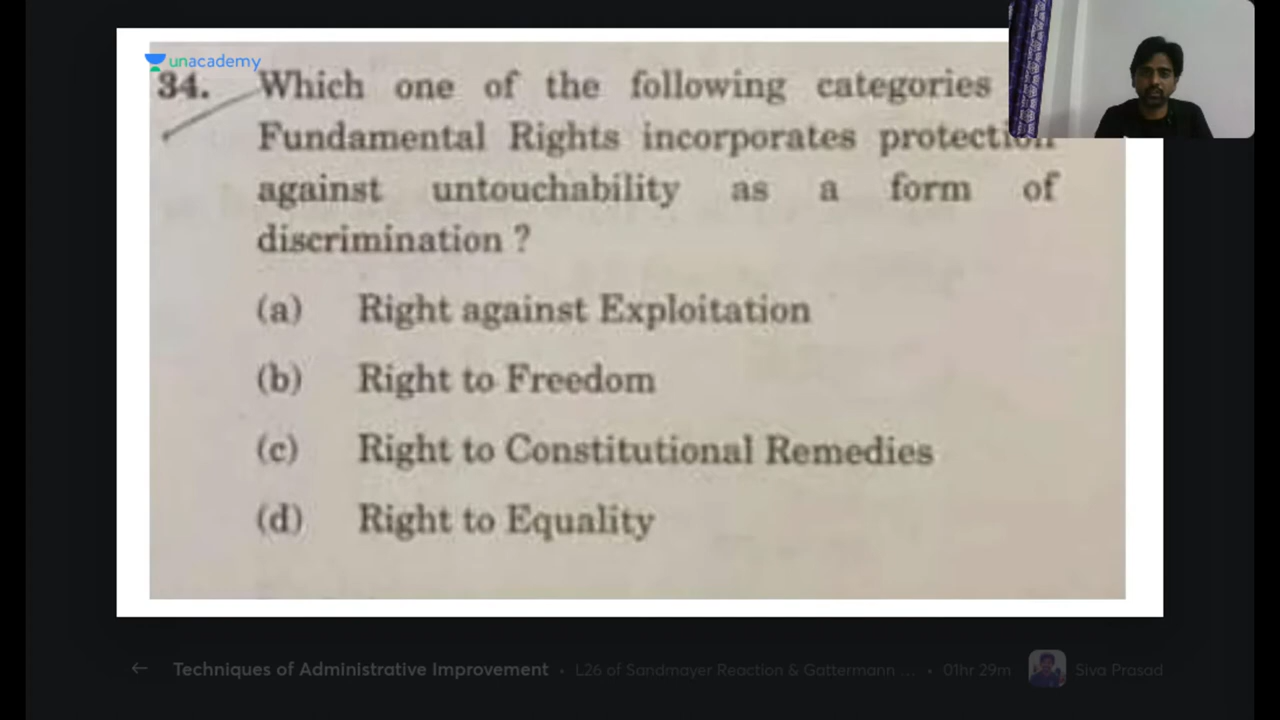 unacademy
34. Which one of the following categories
Fundamental Rights incorporates protection
against untouchability as a form of
discrimination ?
(a) Right against Exploitation
(b) Right to Freedom
(c) Right to Constitutional Remedies
(d) Right to Equality
← Techniques of Administrative Improvement • L26 of Sandmayer Reaction & Gattermann ... • 01hr 29m Siva Prasad